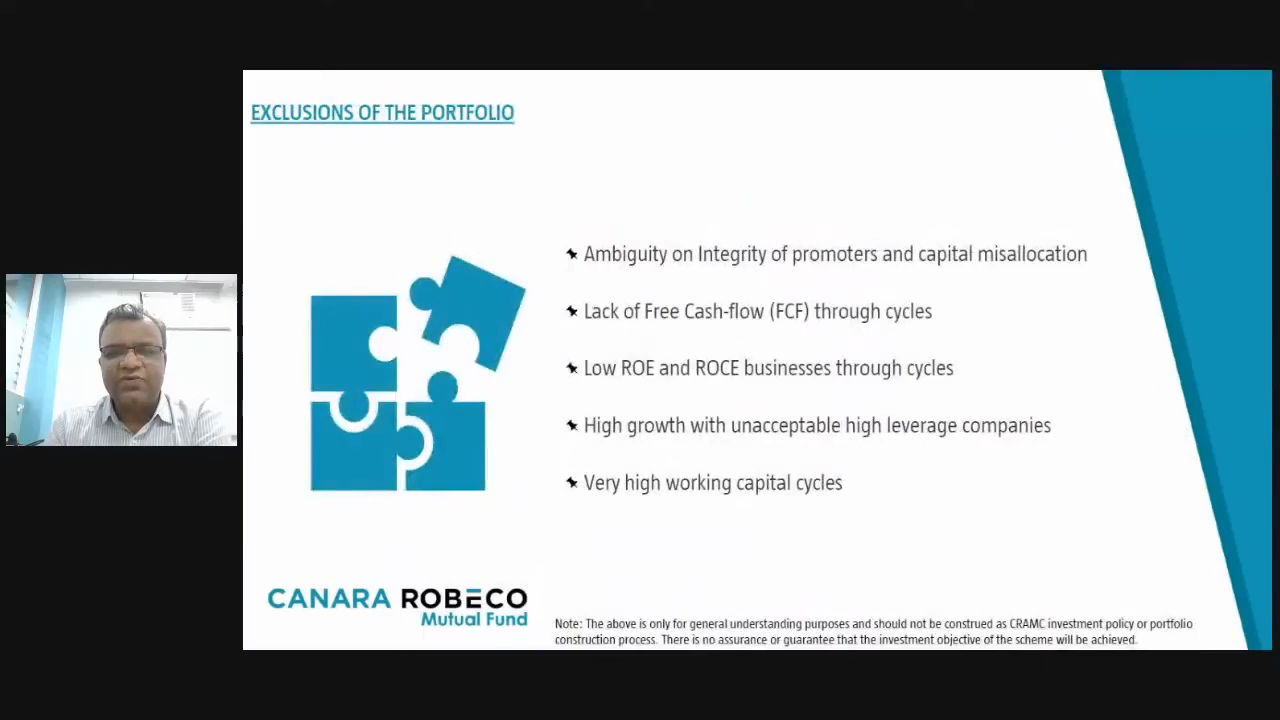 EXCLUSIONS OF THE PORTFOLIO
Ambiguity on Integrity of promoters and capital misallocation
Lack of Free Cash-flow (FCF) through cycles
Low ROE and ROCE businesses through cycles
High growth with unacceptable high leverage companies
Very high working capital cycles
CANARA ROBECO
Mutual Fund
Note: The above is only for general understanding purposes and should not be construed as CRAMC investment policy or portfolio
construction process. There is no assurance or guarantee that the investment objective of the scheme will be achieved.